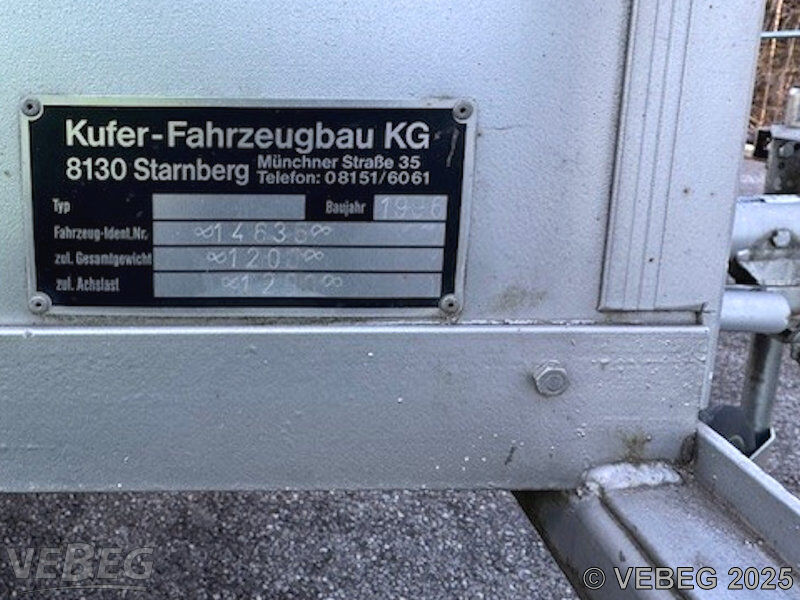 Kufer-Fahrzeugbau KG
8130 Starnberg Münchner Straße 35
Telefon: 08151/6061
Typ Baujahr
Fahrzeug-Ident.Nr. ∞14636∞
zul. Gesamtgewicht
zul. Achslast
VEBEG
© VEBEG 2025